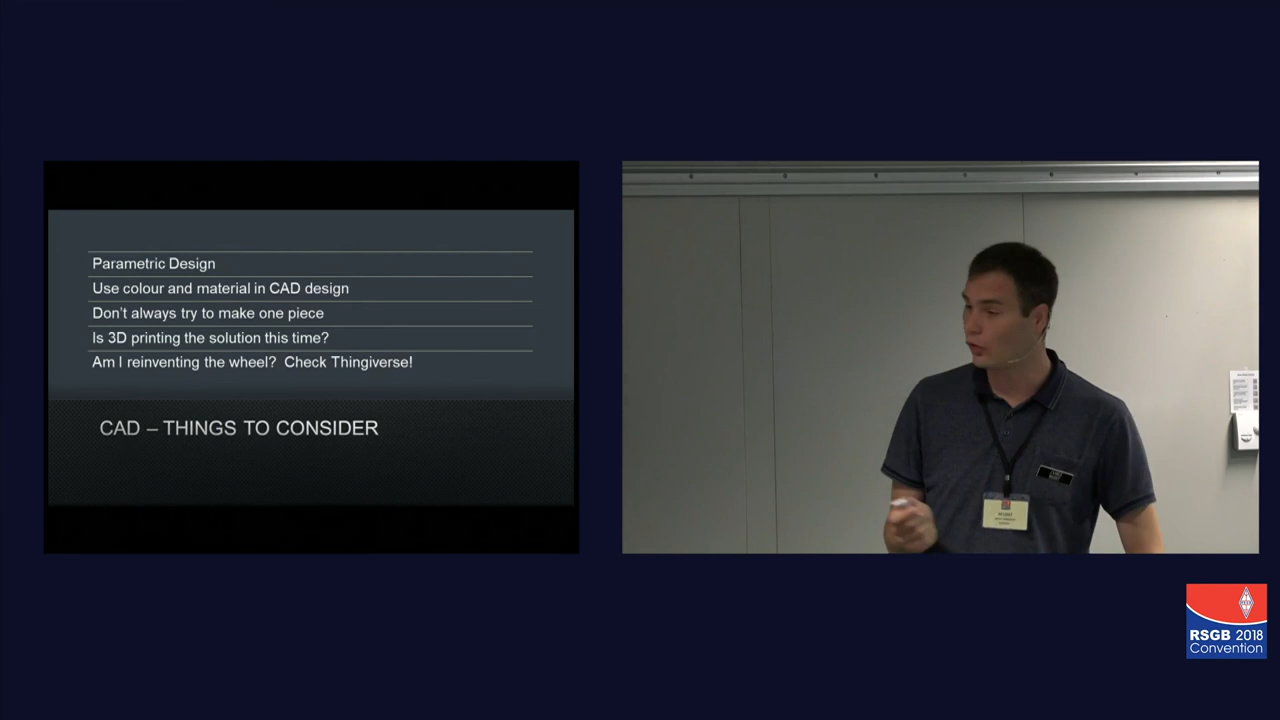 Parametric Design
Use colour and material in CAD design
Don't always try to make one piece
Is 3D printing the solution this time?
Am I reinventing the wheel?  Check Thingiverse!
CAD – THINGS TO CONSIDER
RSGB 2018
Convention